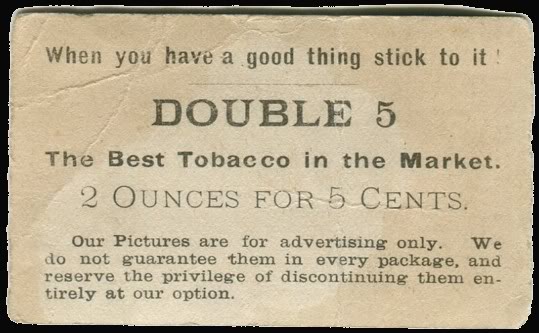 When you have a good thing stick to it!
DOUBLE 5
The Best Tobacco in the Market.
2 OUNCES FOR 5 CENTS.
Our Pictures are for advertising only. We
do not guarantee them in every package, and
reserve the privilege of discontinuing them en-
tirely at our option.